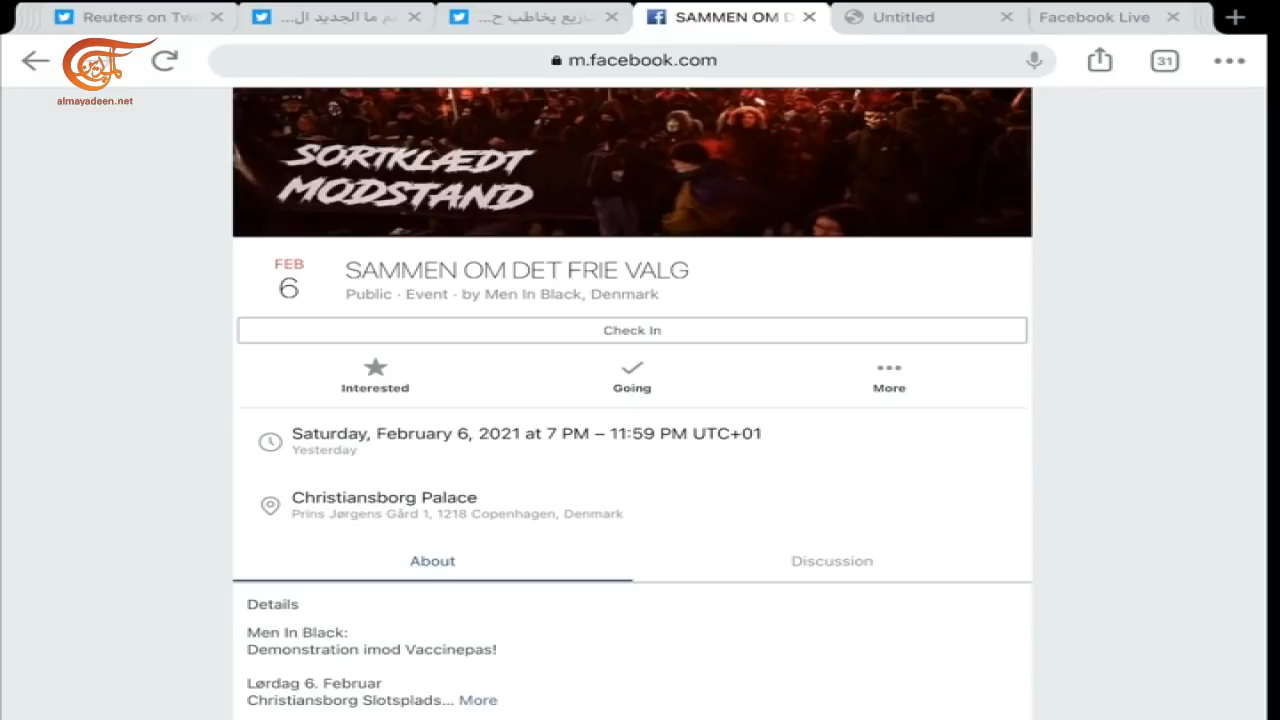 Reuters on Tw
م ما الجديد ال...
ـاريع يخاطب ح...
SAMMEN OM D
Untitled
Facebook Live
m.facebook.com
31
الميادين
almayadeen.net
SORTKLÆDT
MODSTAND
FEB
6
SAMMEN OM DET FRIE VALG
Public · Event · by Men In Black, Denmark
Check In
Interested
Going
More
Saturday, February 6, 2021 at 7 PM – 11:59 PM UTC+01
Yesterday
Christiansborg Palace
Prins Jørgens Gård 1, 1218 Copenhagen, Denmark
About
Discussion
Details
Men In Black:
Demonstration imod Vaccinepas!
Lørdag 6. Februar
Christiansborg Slotsplads... More